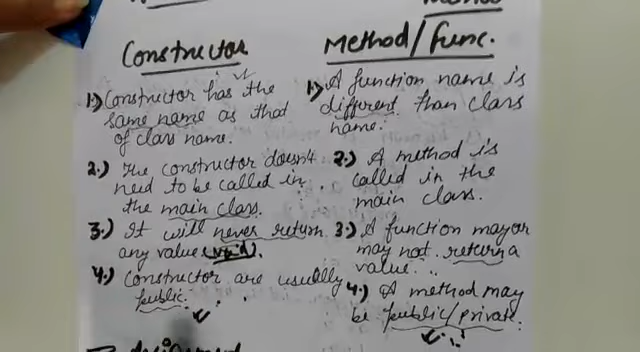 Constructor
1.) Constructor has the
same name as that
of class name.
2.) The constructor doesn't
need to be called in
the main class.
3.) It will never return
any value (void).
4.) Constructor are usually
public.
Method/Func.
1.) A function name is
different than class
name.
2.) A method is
called in the
main class.
3.) A function may or
may not return a
value.
4.) A method may
be public/private.